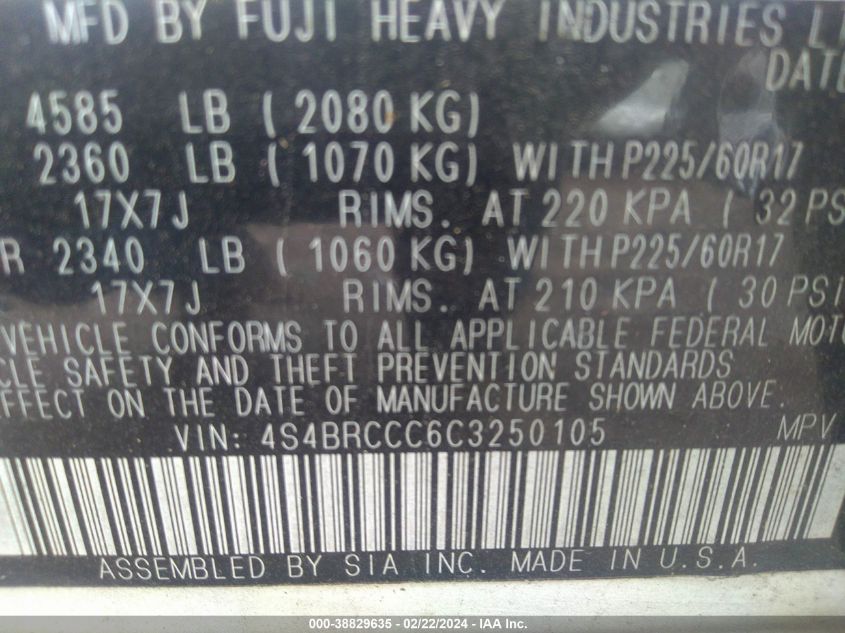 MFD BY FUJI HEAVY INDUSTRIES
4585 LB ( 2080 KG)
2360 LB ( 1070 KG) WITH P225/60R17
17X7J RIMS. AT 220 KPA ( 32 PS
R 2340 LB ( 1060 KG) WITH P225/60R17
17X7J RIMS. AT 210 KPA ( 30 PSI
VEHICLE CONFORMS TO ALL APPLICABLE FEDERAL MOTO
CLE SAFETY AND THEFT PREVENTION STANDARDS
EFFECT ON THE DATE OF MANUFACTURE SHOWN ABOVE.
VIN: 4S4BRCCC6C3250105 MPV
ASSEMBLED BY SIA INC. MADE IN U.S.A.
000-38829635 - 02/22/2024 - IAA Inc.